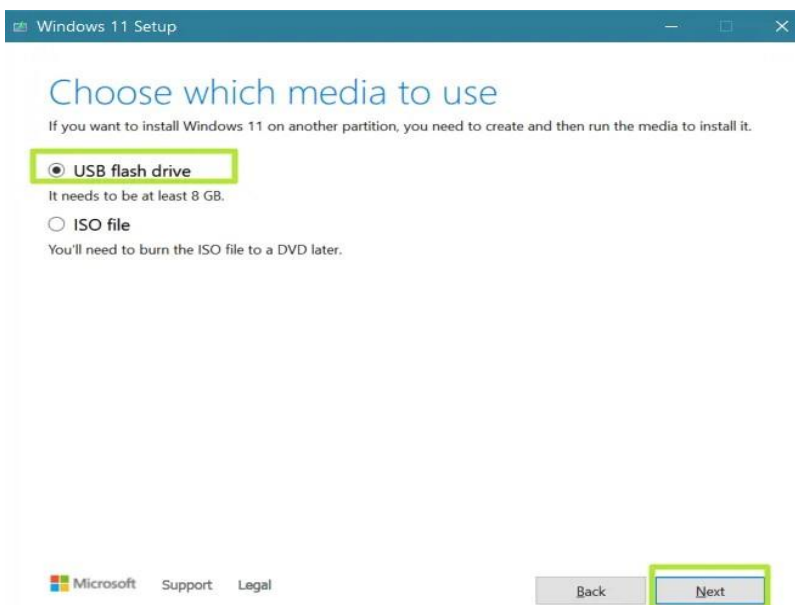 Windows 11 Setup
Choose which media to use
If you want to install Windows 11 on another partition, you need to create and then run the media to install it.
USB flash drive
It needs to be at least 8 GB.
ISO file
You'll need to burn the ISO file to a DVD later.
Microsoft Support Legal Back Next